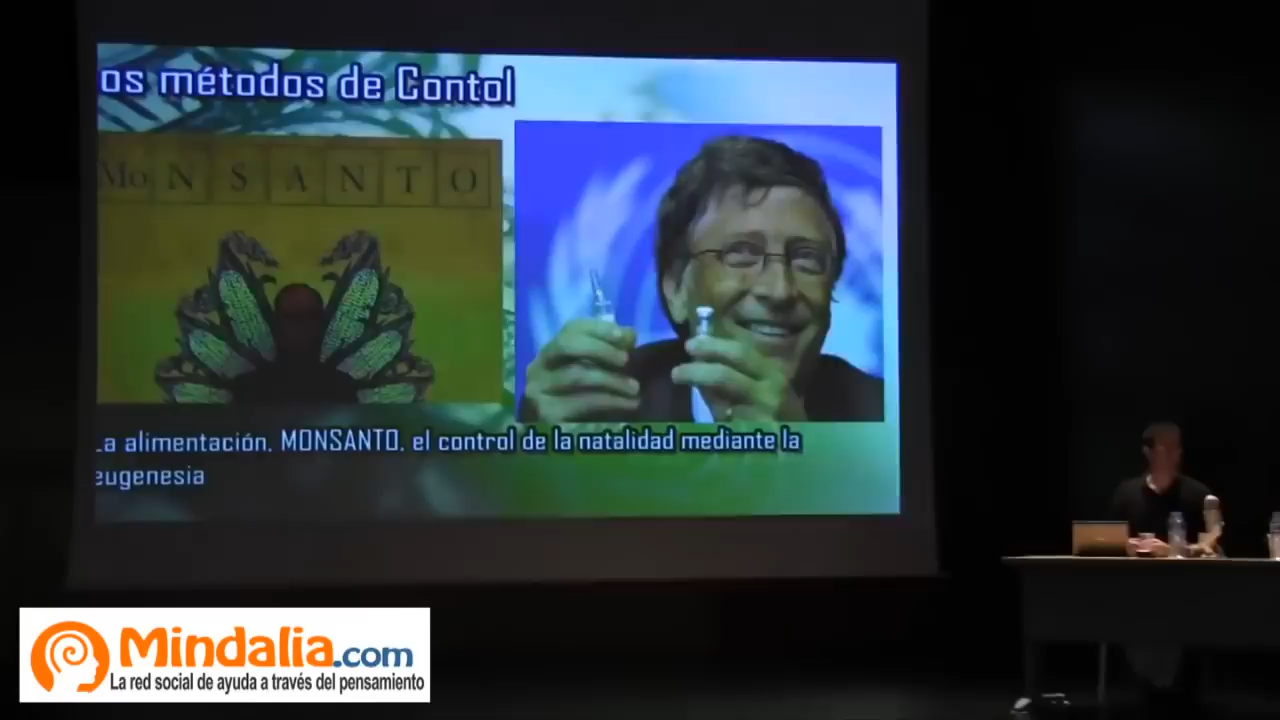 os métodos de Contol
MONSANTO
La alimentación. MONSANTO. el control de la natalidad mediante la
eugenesia
Mindalia.com
La red social de ayuda a través del pensamiento